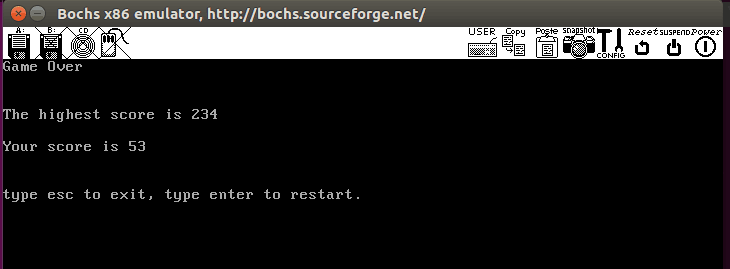 Bochs x86 emulator, http://bochs.sourceforge.net/
A: B: CD USER Copy Paste snapshot CONFIG Reset SUSPEND Power
Game Over
The highest score is 234
Your score is 53
type esc to exit, type enter to restart.